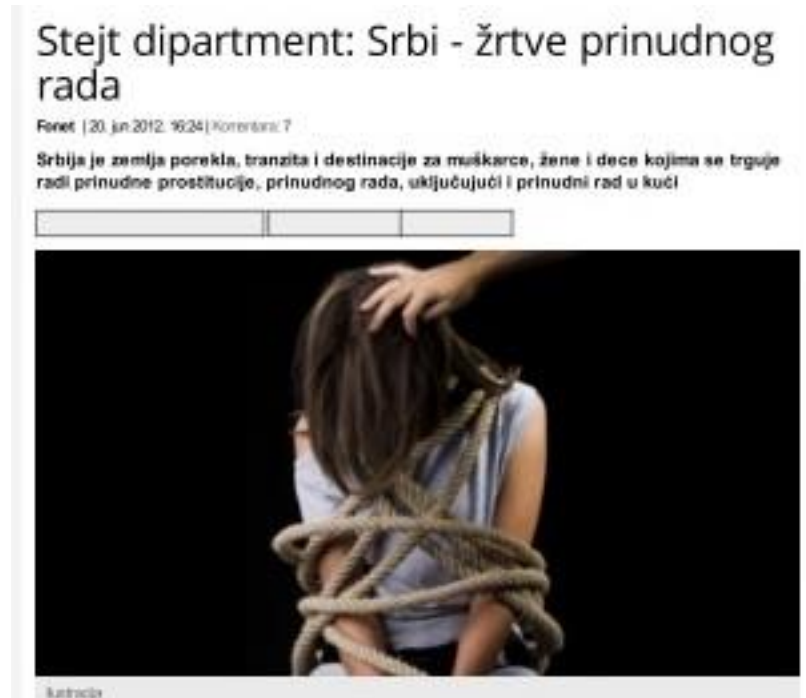 Stejt dipartment: Srbi - žrtve prinudnog
rada
Fonet | 20. jun 2012. 16:24 | Komentara: 7
Srbija je zemlja porekla, tranzita i destinacije za muškarce, žene i dece kojima se trguje
radi prinudne prostitucije, prinudnog rada, uključujući i prinudni rad u kući
Ilustracija